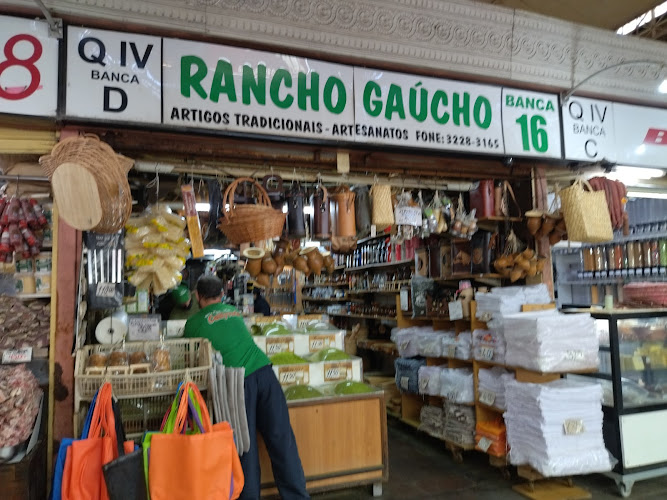 8
Q IV
BANCA
D
RANCHO GAÚCHO
ARTIGOS TRADICIONAIS - ARTESANATOS FONE: 3228-3165
BANCA
16
Q IV
BANCA
C
B